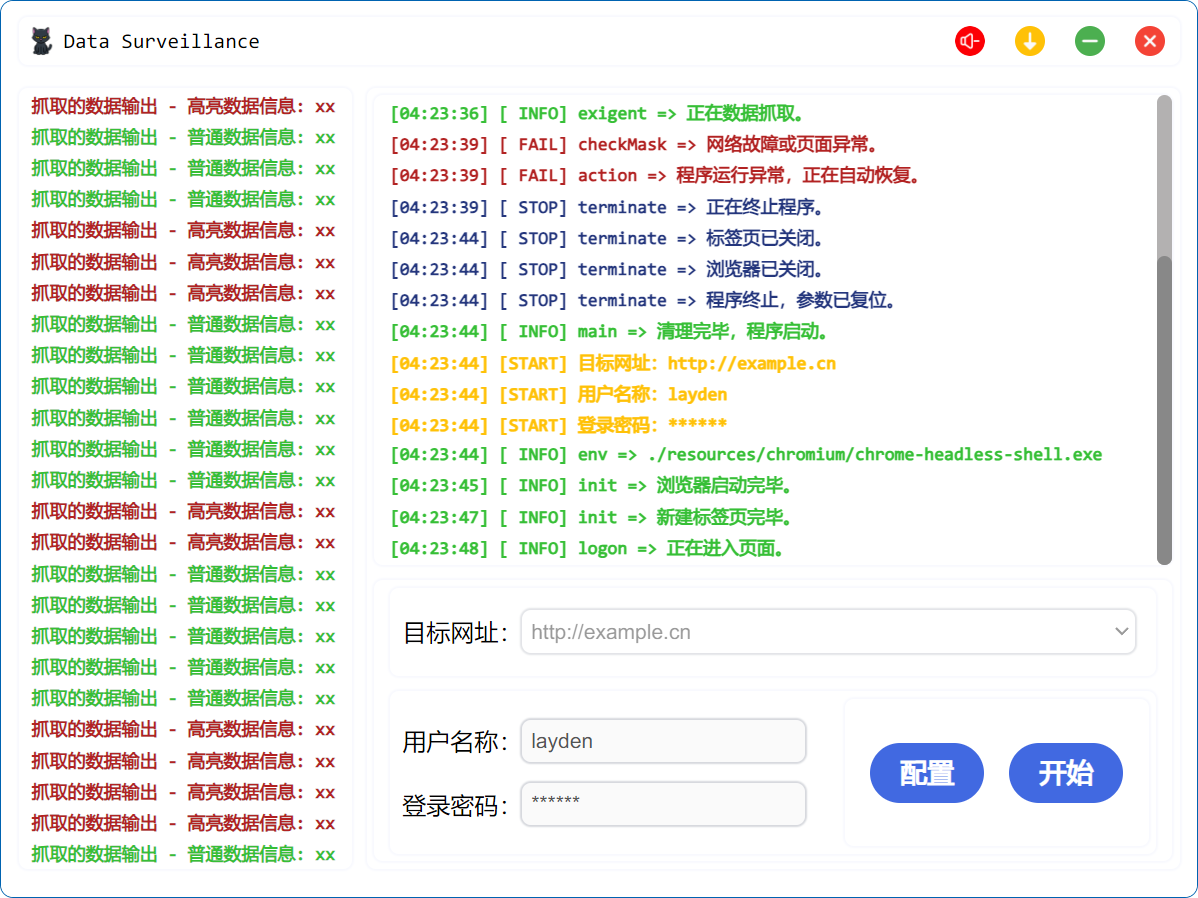 Data Surveillance
抓取的数据输出 - 高亮数据信息: xx
抓取的数据输出 - 普通数据信息: xx
抓取的数据输出 - 普通数据信息: xx
抓取的数据输出 - 普通数据信息: xx
抓取的数据输出 - 高亮数据信息: xx
抓取的数据输出 - 高亮数据信息: xx
抓取的数据输出 - 高亮数据信息: xx
抓取的数据输出 - 普通数据信息: xx
抓取的数据输出 - 普通数据信息: xx
抓取的数据输出 - 普通数据信息: xx
抓取的数据输出 - 普通数据信息: xx
抓取的数据输出 - 普通数据信息: xx
抓取的数据输出 - 普通数据信息: xx
抓取的数据输出 - 高亮数据信息: xx
抓取的数据输出 - 高亮数据信息: xx
抓取的数据输出 - 普通数据信息: xx
抓取的数据输出 - 普通数据信息: xx
抓取的数据输出 - 普通数据信息: xx
抓取的数据输出 - 普通数据信息: xx
抓取的数据输出 - 普通数据信息: xx
抓取的数据输出 - 高亮数据信息: xx
抓取的数据输出 - 高亮数据信息: xx
抓取的数据输出 - 高亮数据信息: xx
抓取的数据输出 - 高亮数据信息: xx
抓取的数据输出 - 普通数据信息: xx
[04:23:36] [ INFO] exigent => 正在数据抓取。
[04:23:39] [ FAIL] checkMask => 网络故障或页面异常。
[04:23:39] [ FAIL] action => 程序运行异常，正在自动恢复。
[04:23:39] [ STOP] terminate => 正在终止程序。
[04:23:44] [ STOP] terminate => 标签页已关闭。
[04:23:44] [ STOP] terminate => 浏览器已关闭。
[04:23:44] [ STOP] terminate => 程序终止，参数已复位。
[04:23:44] [ INFO] main => 清理完毕，程序启动。
[04:23:44] [START] 目标网址：http://example.cn
[04:23:44] [START] 用户名称：layden
[04:23:44] [START] 登录密码：******
[04:23:44] [ INFO] env => ./resources/chromium/chrome-headless-shell.exe
[04:23:45] [ INFO] init => 浏览器启动完毕。
[04:23:47] [ INFO] init => 新建标签页完毕。
[04:23:48] [ INFO] logon => 正在进入页面。
目标网址： http://example.cn
用户名称： layden
登录密码： ******
配置 开始